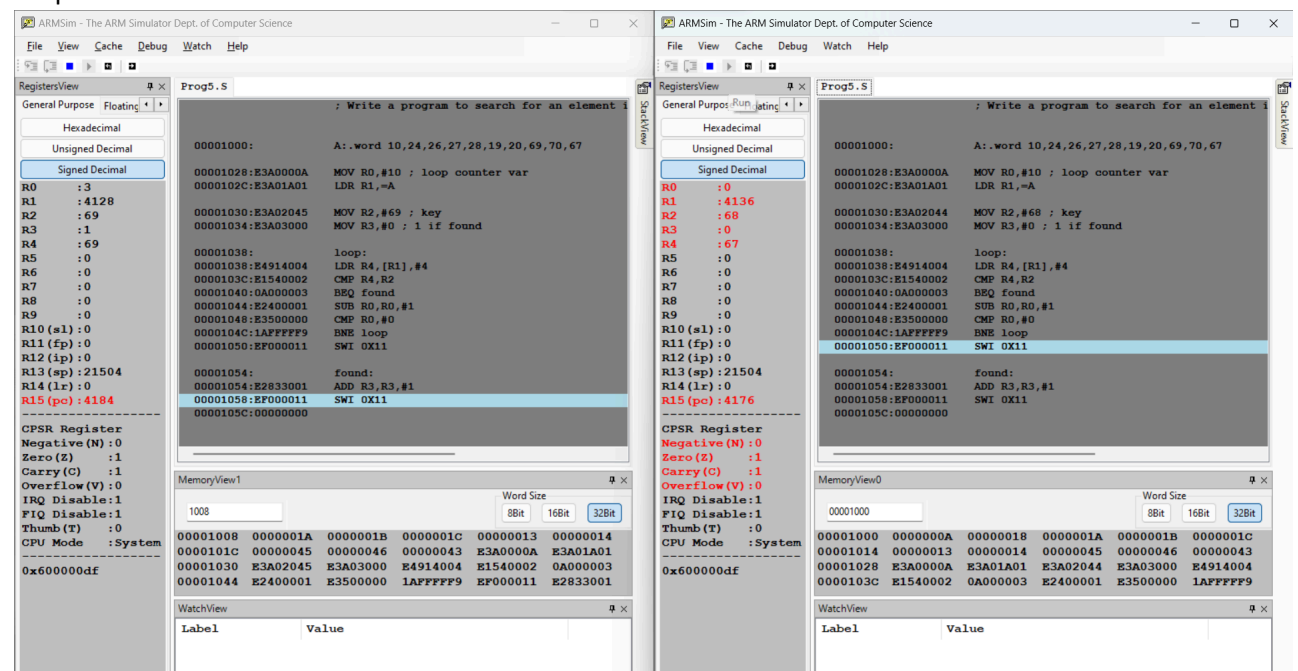 ARMSim - The ARM Simulator Dept. of Computer Science
File View Cache Debug Watch Help
RegistersView
General Purpose Floating
Hexadecimal
Unsigned Decimal
Signed Decimal
R0 :3
R1 :4128
R2 :69
R3 :1
R4 :69
R5 :0
R6 :0
R7 :0
R8 :0
R9 :0
R10(sl):0
R11(fp):0
R12(ip):0
R13(sp):21504
R14(lr):0
R15(pc):4184
CPSR Register
Negative(N):0
Zero(Z) :1
Carry(C) :1
Overflow(V):0
IRQ Disable:1
FIQ Disable:1
Thumb(T) :0
CPU Mode :System
0x600000df
Prog5.S
; Write a program to search for an element i
00001000: A:.word 10,24,26,27,28,19,20,69,70,67
00001028:E3A0000A MOV R0,#10 ; loop counter var
0000102C:E3A01A01 LDR R1,=A
00001030:E3A02045 MOV R2,#69 ; key
00001034:E3A03000 MOV R3,#0 ; 1 if found
00001038: loop:
00001038:E4914004 LDR R4,[R1],#4
0000103C:E1540002 CMP R4,R2
00001040:0A000003 BEQ found
00001044:E2400001 SUB R0,R0,#1
00001048:E3500000 CMP R0,#0
0000104C:1AFFFFF9 BNE loop
00001050:EF000011 SWI 0X11
00001054: found:
00001054:E2833001 ADD R3,R3,#1
00001058:EF000011 SWI 0X11
0000105C:00000000
StackView
MemoryView1
1008
Word Size
8Bit 16Bit 32Bit
00001008 0000001A 0000001B 0000001C 00000013 00000014
0000101C 00000045 00000046 00000043 E3A0000A E3A01A01
00001030 E3A02045 E3A03000 E4914004 E1540002 0A000003
00001044 E2400001 E3500000 1AFFFFF9 EF000011 E2833001
WatchView
Label Value
ARMSim - The ARM Simulator Dept. of Computer Science
File View Cache Debug Watch Help
RegistersView
General Purpos Run ating
Hexadecimal
Unsigned Decimal
Signed Decimal
R0 :0
R1 :4136
R2 :68
R3 :0
R4 :67
R5 :0
R6 :0
R7 :0
R8 :0
R9 :0
R10(sl):0
R11(fp):0
R12(ip):0
R13(sp):21504
R14(lr):0
R15(pc):4176
CPSR Register
Negative(N):0
Zero(Z) :1
Carry(C) :1
Overflow(V):0
IRQ Disable:1
FIQ Disable:1
Thumb(T) :0
CPU Mode :System
0x600000df
Prog5.S
; Write a program to search for an element i
00001000: A:.word 10,24,26,27,28,19,20,69,70,67
00001028:E3A0000A MOV R0,#10 ; loop counter var
0000102C:E3A01A01 LDR R1,=A
00001030:E3A02044 MOV R2,#68 ; key
00001034:E3A03000 MOV R3,#0 ; 1 if found
00001038: loop:
00001038:E4914004 LDR R4,[R1],#4
0000103C:E1540002 CMP R4,R2
00001040:0A000003 BEQ found
00001044:E2400001 SUB R0,R0,#1
00001048:E3500000 CMP R0,#0
0000104C:1AFFFFF9 BNE loop
00001050:EF000011 SWI 0X11
00001054: found:
00001054:E2833001 ADD R3,R3,#1
00001058:EF000011 SWI 0X11
0000105C:00000000
StackView
MemoryView0
00001000
Word Size
8Bit 16Bit 32Bit
00001000 0000000A 00000018 0000001A 0000001B 0000001C
00001014 00000013 00000014 00000045 00000046 00000043
00001028 E3A0000A E3A01A01 E3A02044 E3A03000 E4914004
0000103C E1540002 0A000003 E2400001 E3500000 1AFFFFF9
WatchView
Label Value